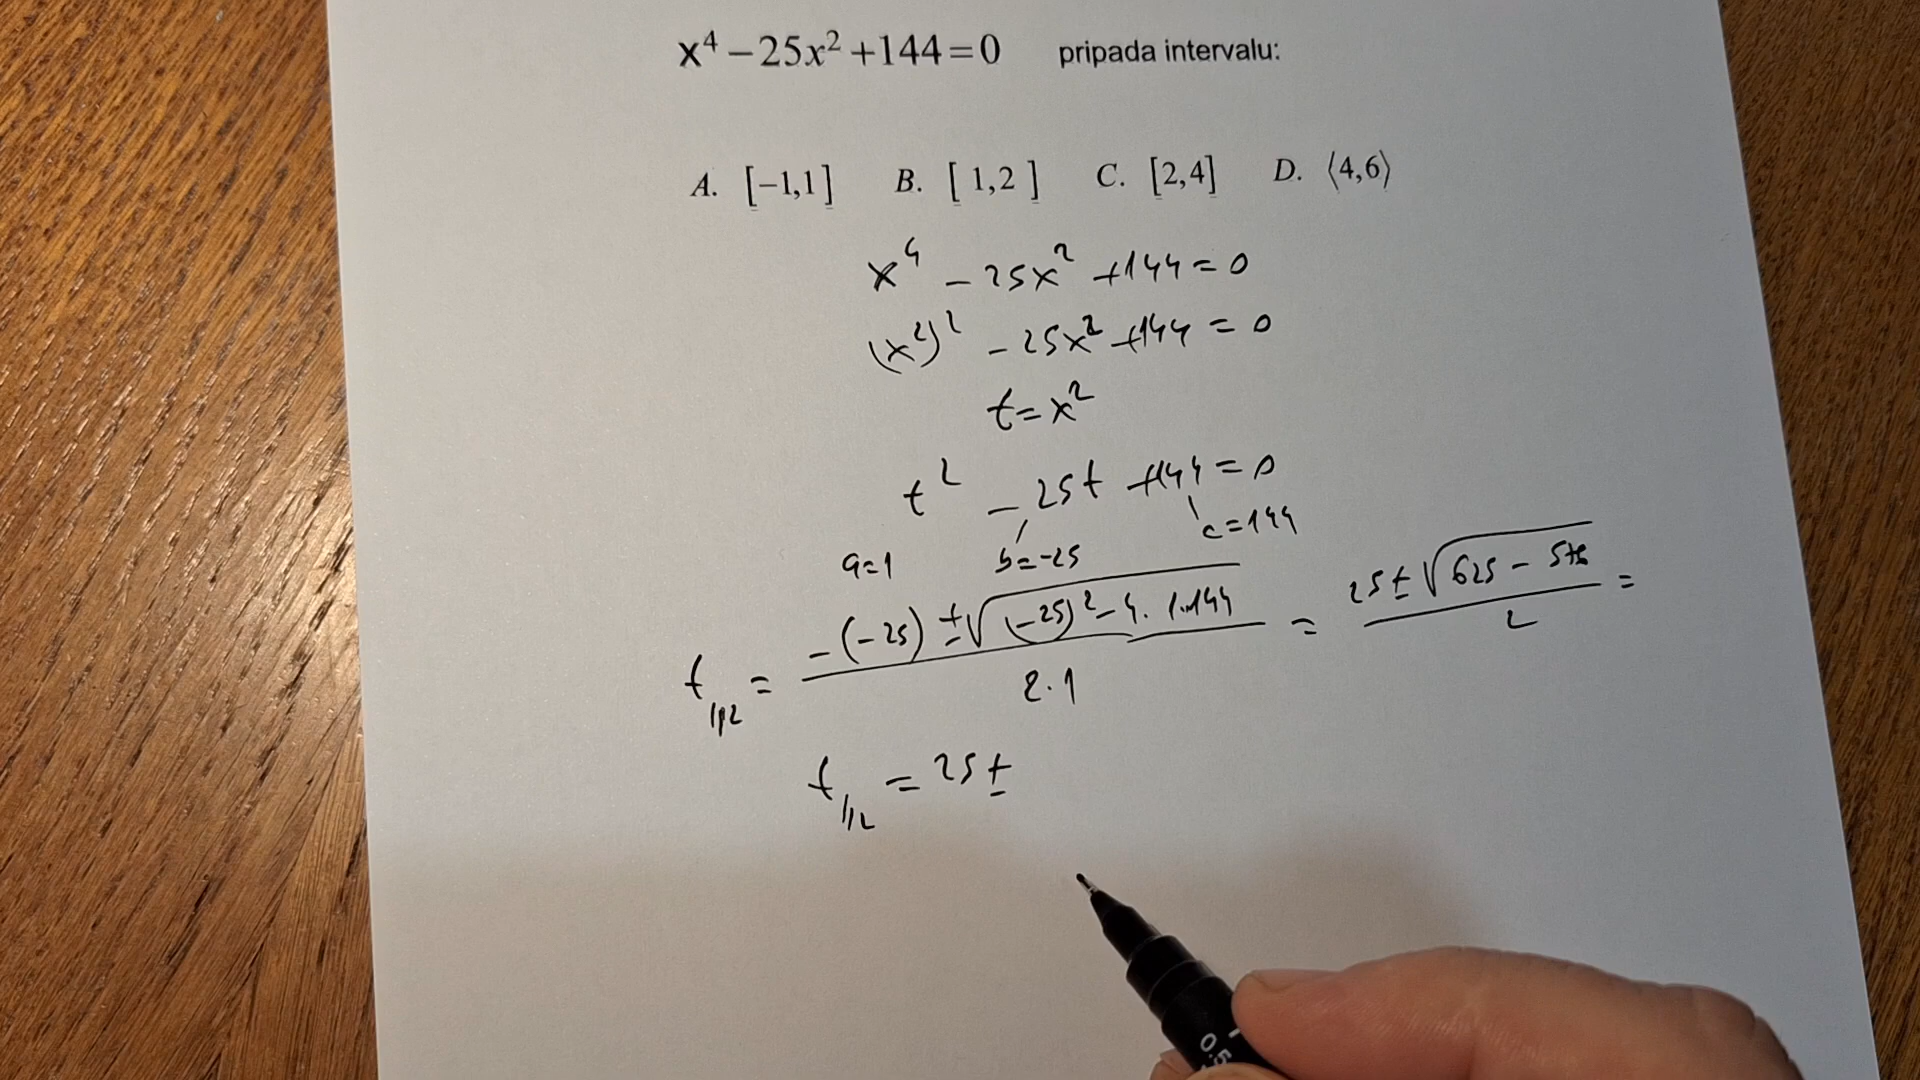 x⁴ − 25x² + 144 = 0 pripada intervalu:
A. [−1,1] B. [ 1,2 ] C. [2,4] D. ⟨4,6⟩
x⁴ − 25x² + 144 = 0
(x²)² − 25x² + 144 = 0
t = x²
t² − 25t + 144 = 0
a=1 b=-25 c=144
t₁,₂ = (−(−25) ± √((−25)² − 4·1·144)) / (2·1) = (25 ± √(625 − 576)) / 2 =
t₁,₂ = 25 ±
0.5